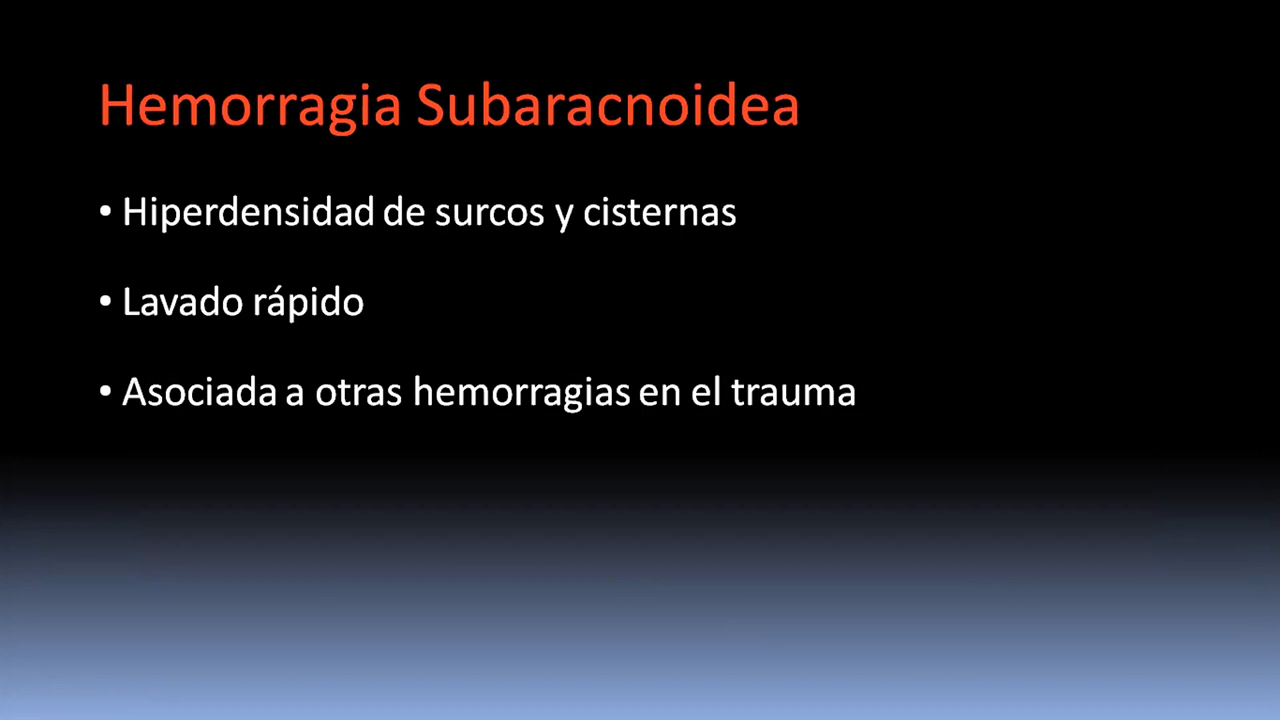 Hemorragia Subaracnoidea
• Hiperdensidad de surcos y cisternas
• Lavado rápido
• Asociada a otras hemorragias en el trauma